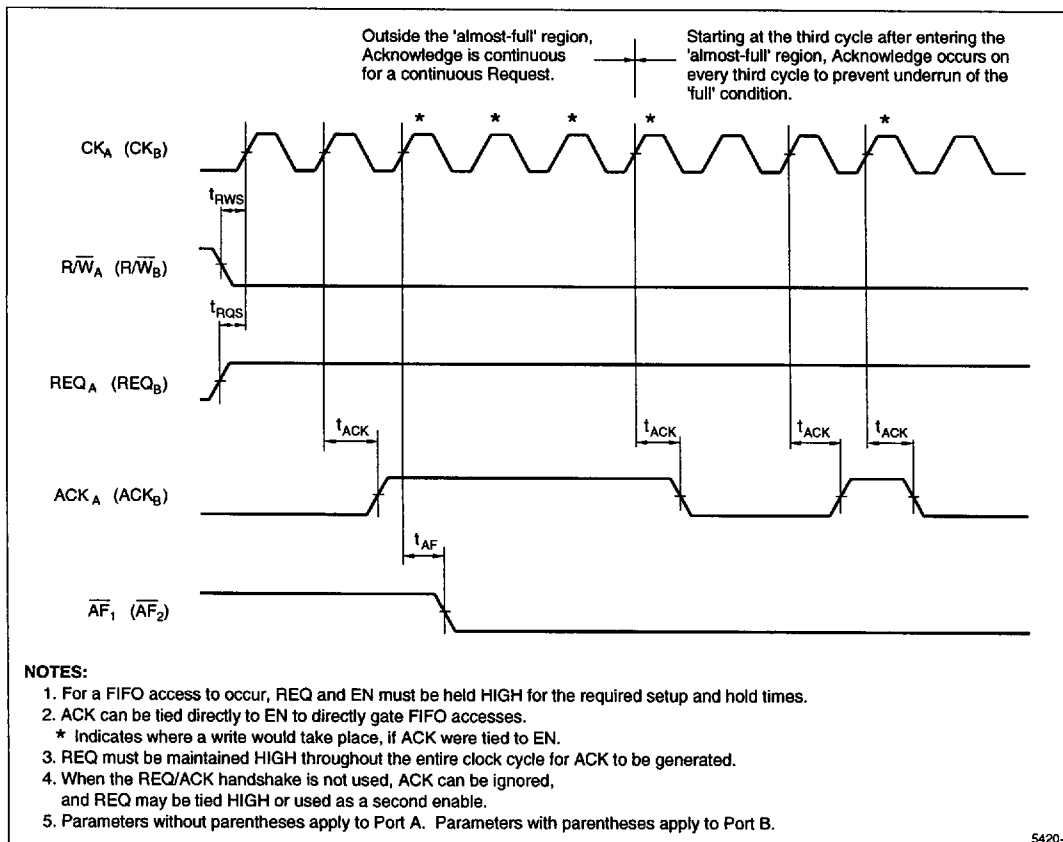 Outside the 'almost-full' region,
Acknowledge is continuous
for a continuous Request.
Starting at the third cycle after entering the
'almost-full' region, Acknowledge occurs on
every third cycle to prevent underrun of the
'full' condition.
* * * * *
CKA (CKB)
tRWS
R/W̅A (R/W̅B)
tRQS
REQA (REQB)
tACK tACK tACK tACK
ACKA (ACKB)
tAF
A̅F̅1 (A̅F̅2)
NOTES:
1. For a FIFO access to occur, REQ and EN must be held HIGH for the required setup and hold times.
2. ACK can be tied directly to EN to directly gate FIFO accesses.
* Indicates where a write would take place, if ACK were tied to EN.
3. REQ must be maintained HIGH throughout the entire clock cycle for ACK to be generated.
4. When the REQ/ACK handshake is not used, ACK can be ignored,
and REQ may be tied HIGH or used as a second enable.
5. Parameters without parentheses apply to Port A. Parameters with parentheses apply to Port B.
5420-